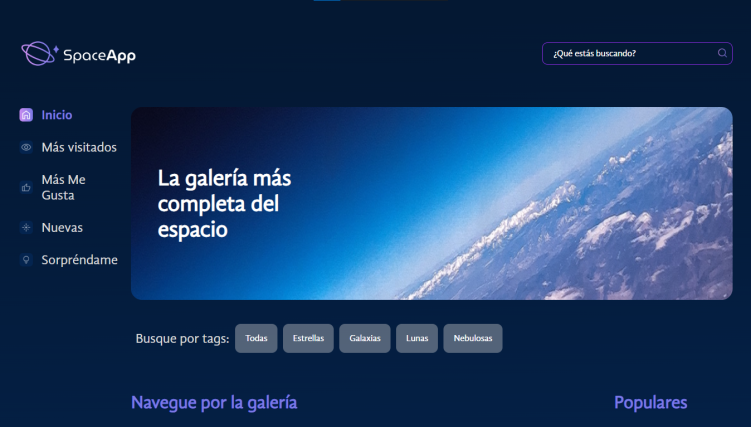 SpaceApp
¿Qué estás buscando?
Inicio
Más visitados
Más Me
Gusta
Nuevas
Sorpréndame
La galería más
completa del
espacio
Busque por tags:
Todas
Estrellas
Galaxias
Lunas
Nebulosas
Navegue por la galería
Populares